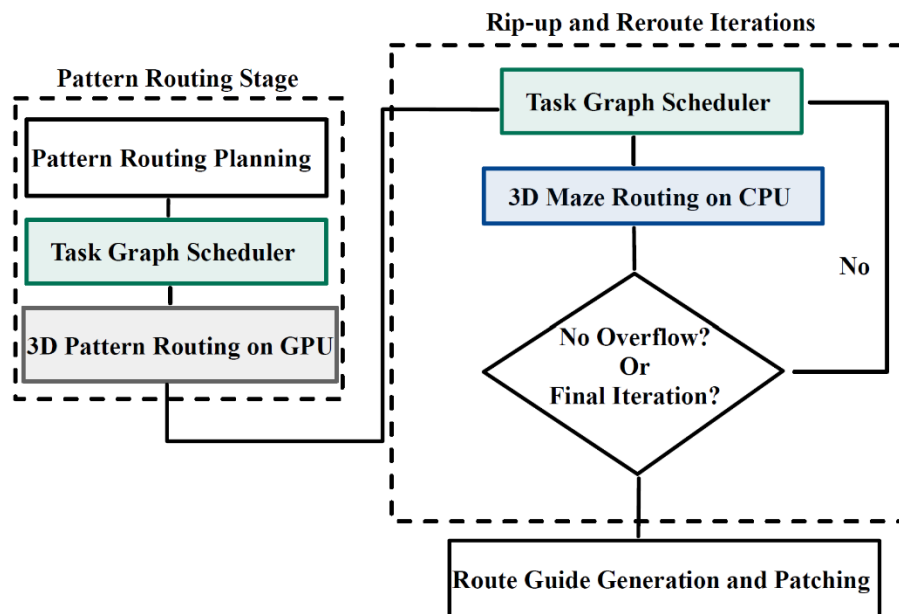 Pattern Routing Stage
Pattern Routing Planning
Task Graph Scheduler
3D Pattern Routing on GPU
Rip-up and Reroute Iterations
Task Graph Scheduler
3D Maze Routing on CPU
No Overflow?
Or
Final Iteration?
No
Route Guide Generation and Patching